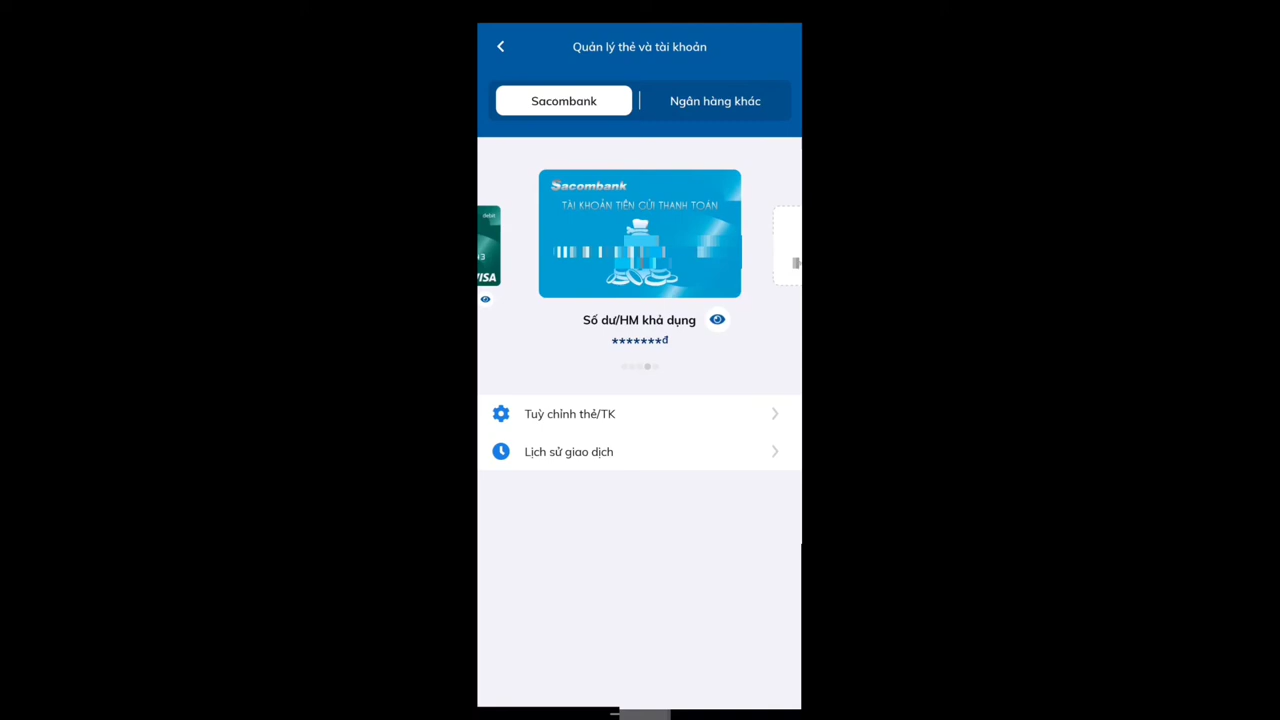 Quản lý thẻ và tài khoản
Sacombank
Ngân hàng khác
Sacombank
TÀI KHOẢN TIỀN GỬI THANH TOÁN
debit
VISA
Số dư/HM khả dụng
*******đ
Tuỳ chỉnh thẻ/TK
Lịch sử giao dịch